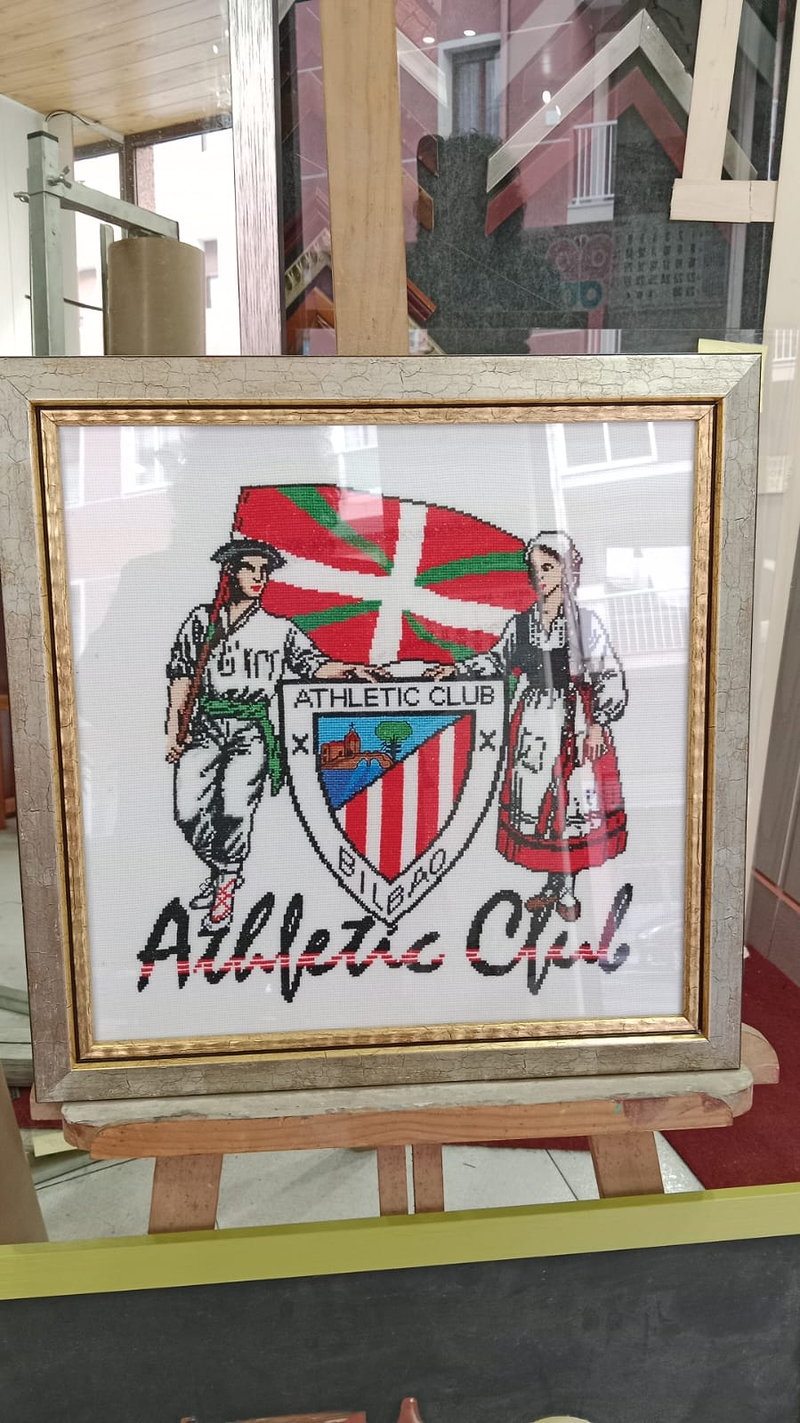 ATHLETIC CLUB
X X
BILBAO
Athletic Club